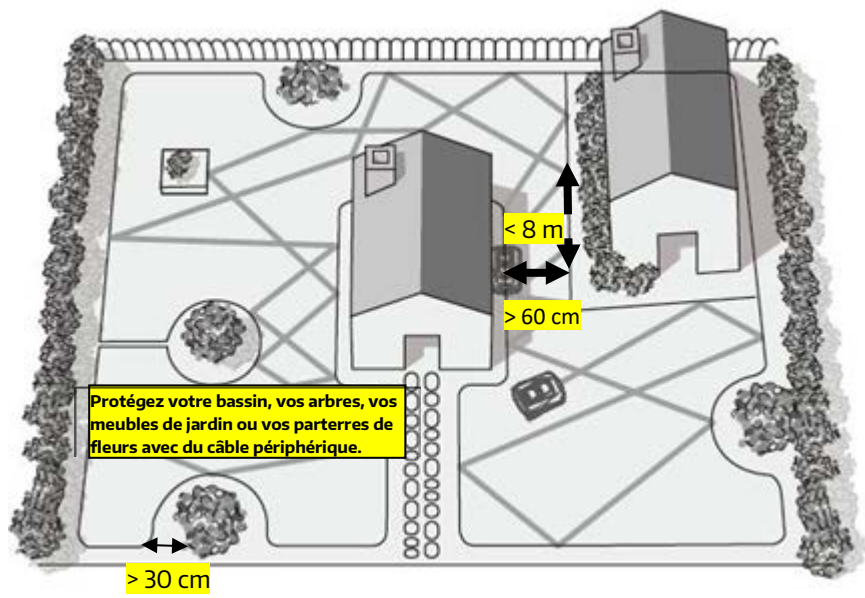 < 8 m
> 60 cm
Protégez votre bassin, vos arbres, vos
meubles de jardin ou vos parterres de
fleurs avec du câble périphérique.
> 30 cm